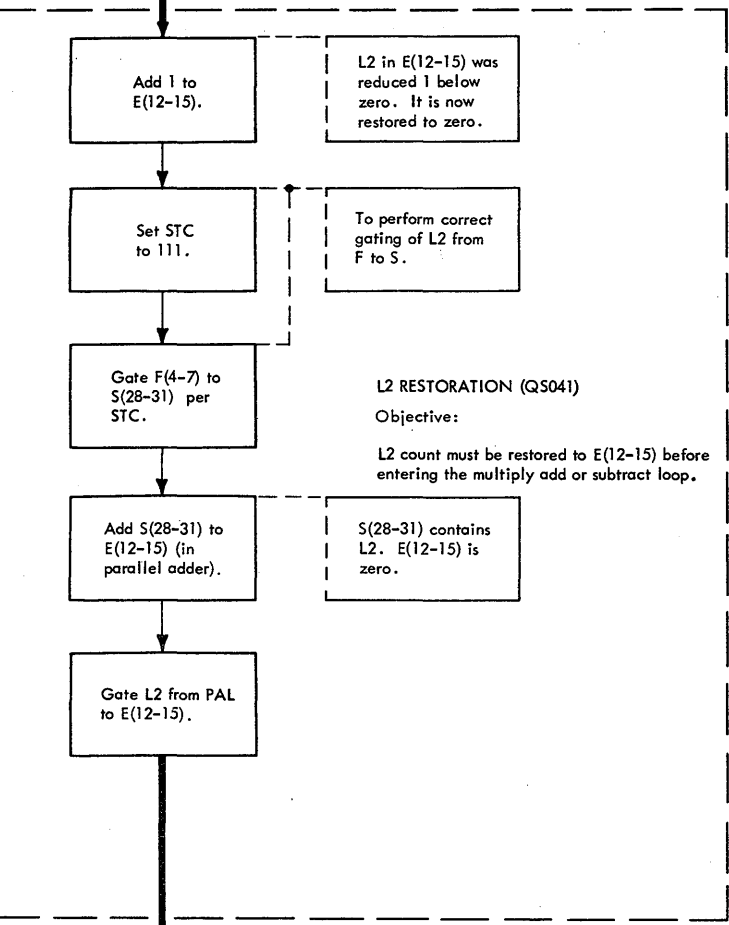 Add 1 to
E(12-15).
L2 in E(12-15) was
reduced 1 below
zero. It is now
restored to zero.
Set STC
to 111.
To perform correct
gating of L2 from
F to S.
Gate F(4-7) to
S(28-31) per
STC.
L2 RESTORATION (QS041)
Objective:
L2 count must be restored to E(12-15) before
entering the multiply add or subtract loop.
Add S(28-31) to
E(12-15) (in
parallel adder).
S(28-31) contains
L2. E(12-15) is
zero.
Gate L2 from PAL
to E(12-15).